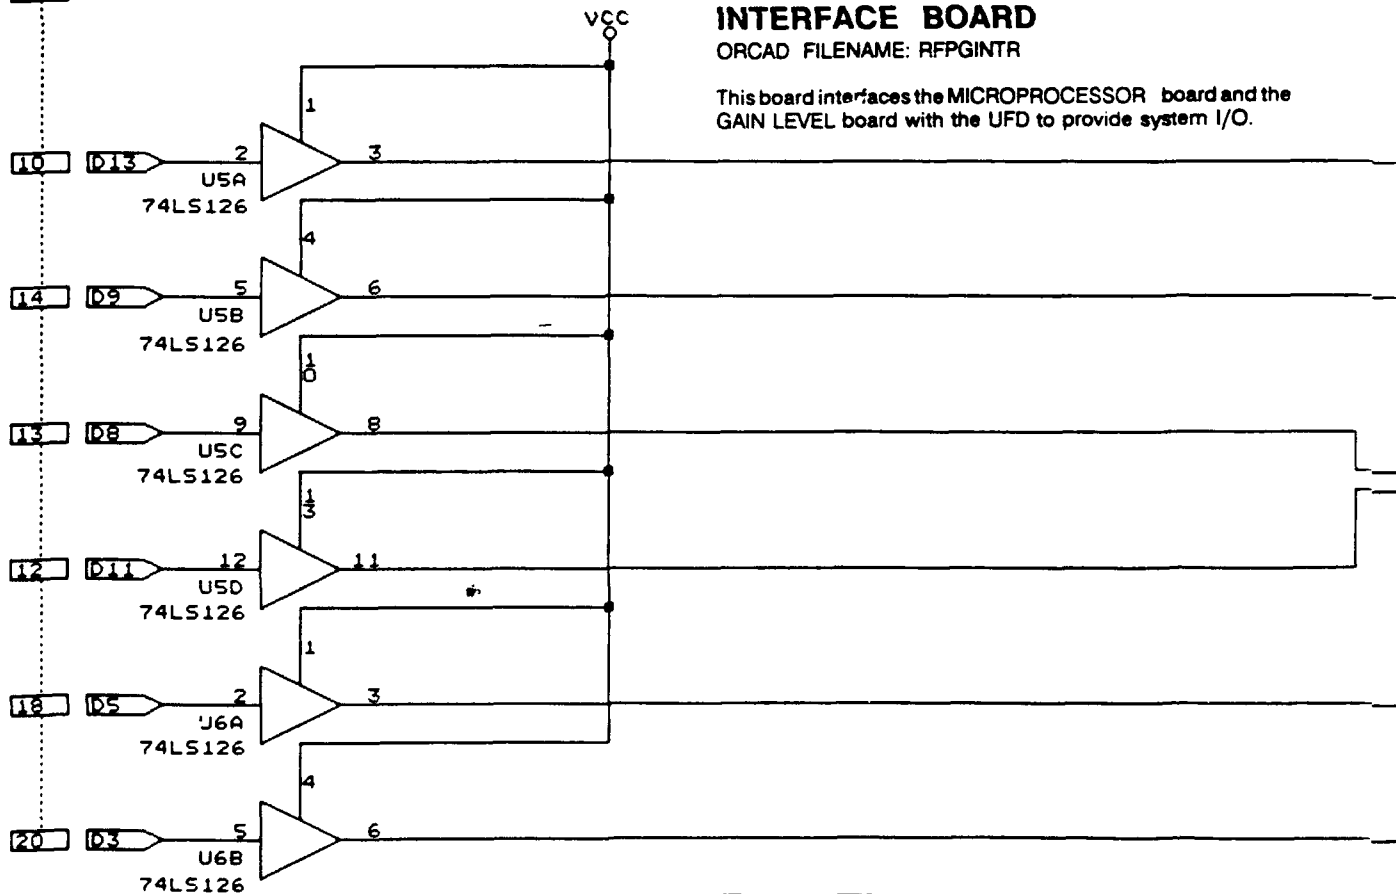 VCC
INTERFACE BOARD
ORCAD FILENAME: RFPGINTR
This board interfaces the MICROPROCESSOR board and the
GAIN LEVEL board with the UFD to provide system I/O.
1
10 D13 2 3
U5A
74LS126
4
14 D9 5 6
U5B
74LS126
10
13 D8 9 8
U5C
74LS126
13
12 D11 12 11
U5D
74LS126
1
18 D5 2 3
U6A
74LS126
4
20 D3 5 6
U6B
74LS126